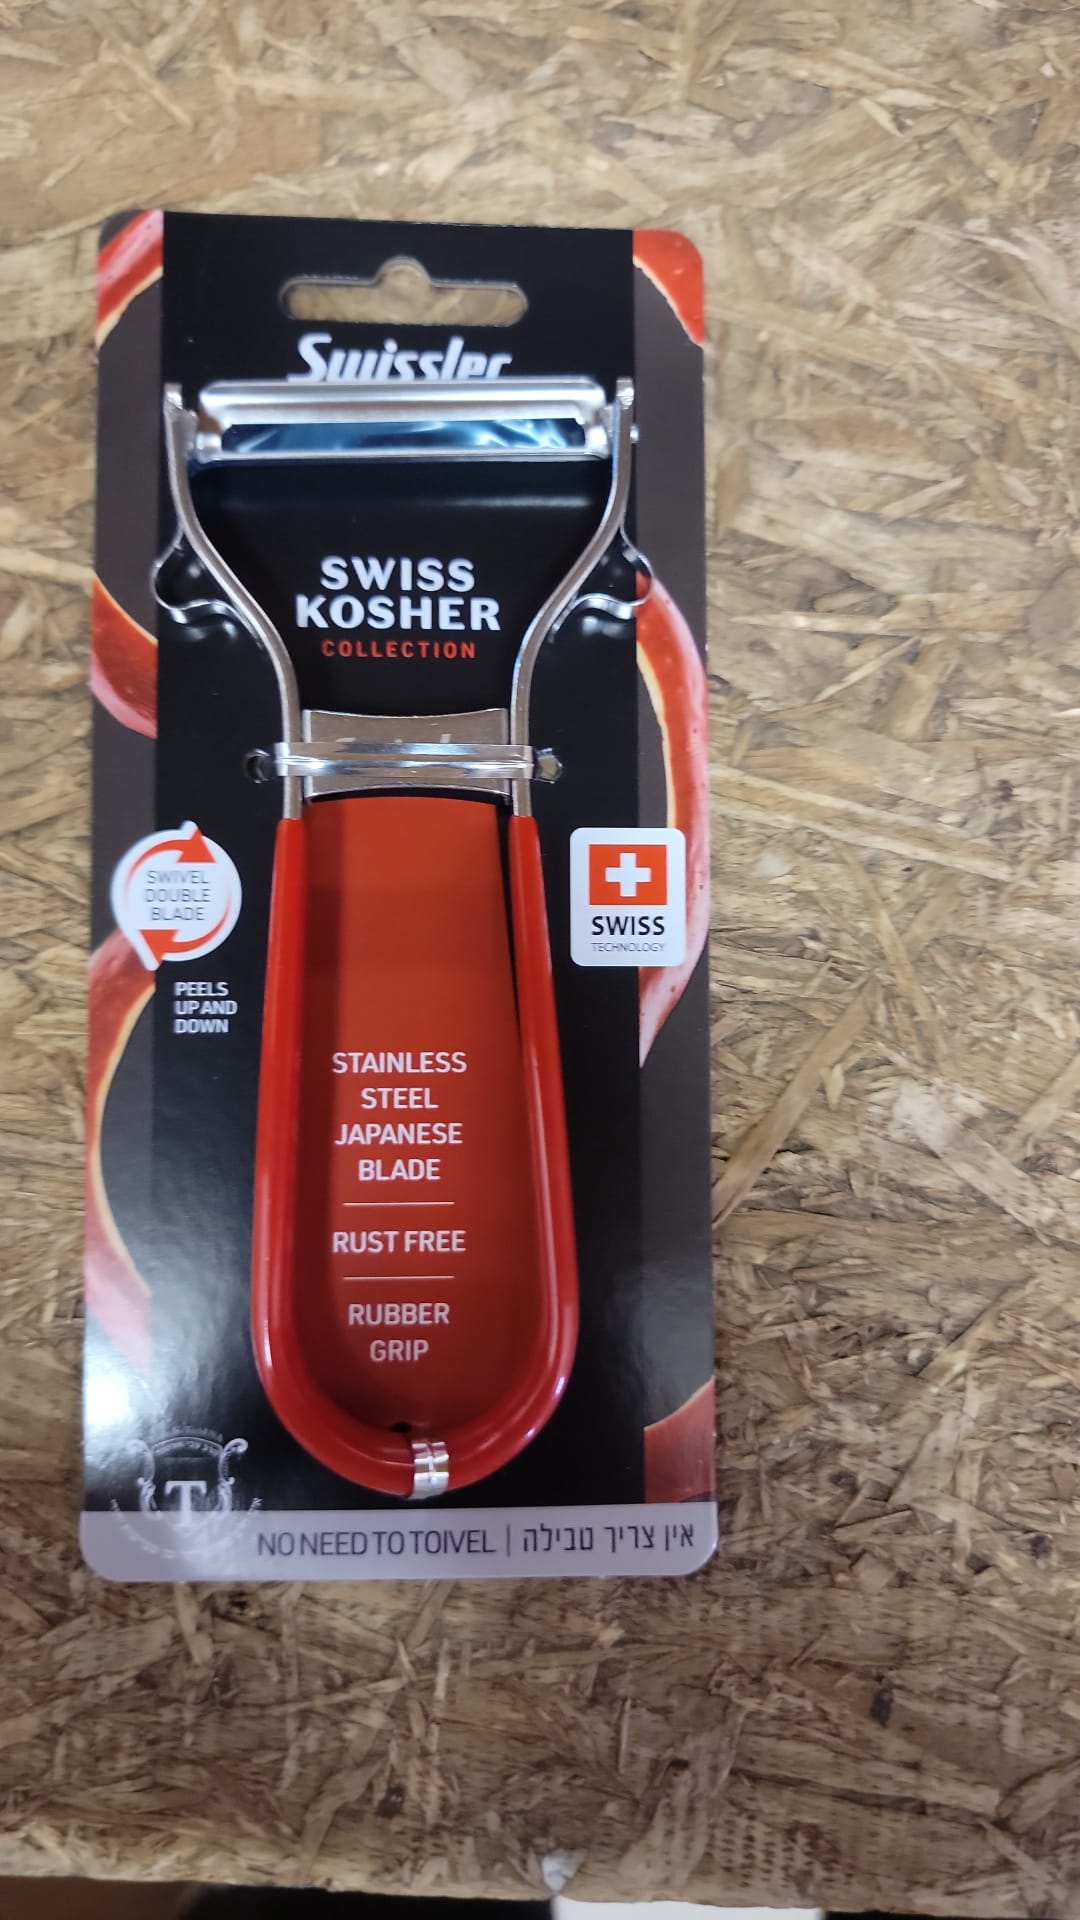 Swissler
SWISS
KOSHER
COLLECTION
SWIVEL
DOUBLE
BLADE
PEELS
UP AND
DOWN
SWISS
TECHNOLOGY
STAINLESS
STEEL
JAPANESE
BLADE
RUST FREE
RUBBER
GRIP
T
NO NEED TO TOIVEL | אין צריך טבילה